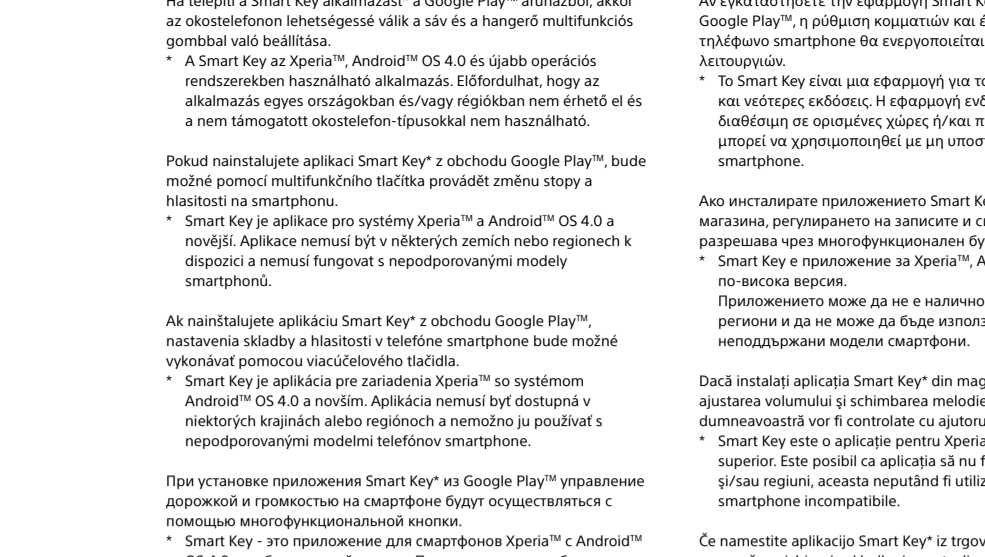 Ha telepíti a Smart Key alkalmazást* a Google Play™ áruházból, akkor
az okostelefonon lehetségessé válik a sáv és a hangerő multifunkciós
gombbal való beállítása.
* A Smart Key az Xperia™, Android™ OS 4.0 és újabb operációs
rendszerekben használható alkalmazás. Előfordulhat, hogy az
alkalmazás egyes országokban és/vagy régiókban nem érhető el és
a nem támogatott okostelefon-típusokkal nem használható.
Pokud nainstalujete aplikaci Smart Key* z obchodu Google Play™, bude
možné pomocí multifunkčního tlačítka provádět změnu stopy a
hlasitosti na smartphonu.
* Smart Key je aplikace pro systémy Xperia™ a Android™ OS 4.0 a
novější. Aplikace nemusí být v některých zemích nebo regionech k
dispozici a nemusí fungovat s nepodporovanými modely
smartphonů.
Ak nainštalujete aplikáciu Smart Key* z obchodu Google Play™,
nastavenia skladby a hlasitosti v telefóne smartphone bude možné
vykonávať pomocou viacúčelového tlačidla.
* Smart Key je aplikácia pre zariadenia Xperia™ so systémom
Android™ OS 4.0 a novším. Aplikácia nemusí byť dostupná v
niektorých krajinách alebo regiónoch a nemožno ju používať s
nepodporovanými modelmi telefónov smartphone.
При установке приложения Smart Key* из Google Play™ управление
дорожкой и громкостью на смартфоне будут осуществляться с
помощью многофункциональной кнопки.
* Smart Key - это приложение для смартфонов Xperia™ с Android™
Αν εγκαταστήσετε την εφαρμογή Smart
Google Play™, η ρύθμιση κομματιών και
τηλέφωνο smartphone θα ενεργοποιείται
λειτουργιών.
* Το Smart Key είναι μια εφαρμογή για
και νεότερες εκδόσεις. Η εφαρμογή
διαθέσιμη σε ορισμένες χώρες ή/και
μπορεί να χρησιμοποιηθεί με μη
smartphone.
Ако инсталирате приложението Smart
магазина, регулирането на записите и
разрешава чрез многофункционален
* Smart Key е приложение за Xperia™,
по-висока версия.
Приложението може да не е налично
региони и да не може да бъде
неподдържани модели смартфони.
Dacă instalați aplicația Smart Key* din
ajustarea volumului și schimbarea
dumneavoastră vor fi controlate cu
* Smart Key este o aplicație pentru
superior. Este posibil ca aplicația să nu
și/sau regiuni, aceasta neputând fi
smartphone incompatibile.
Če namestite aplikacijo Smart Key* iz